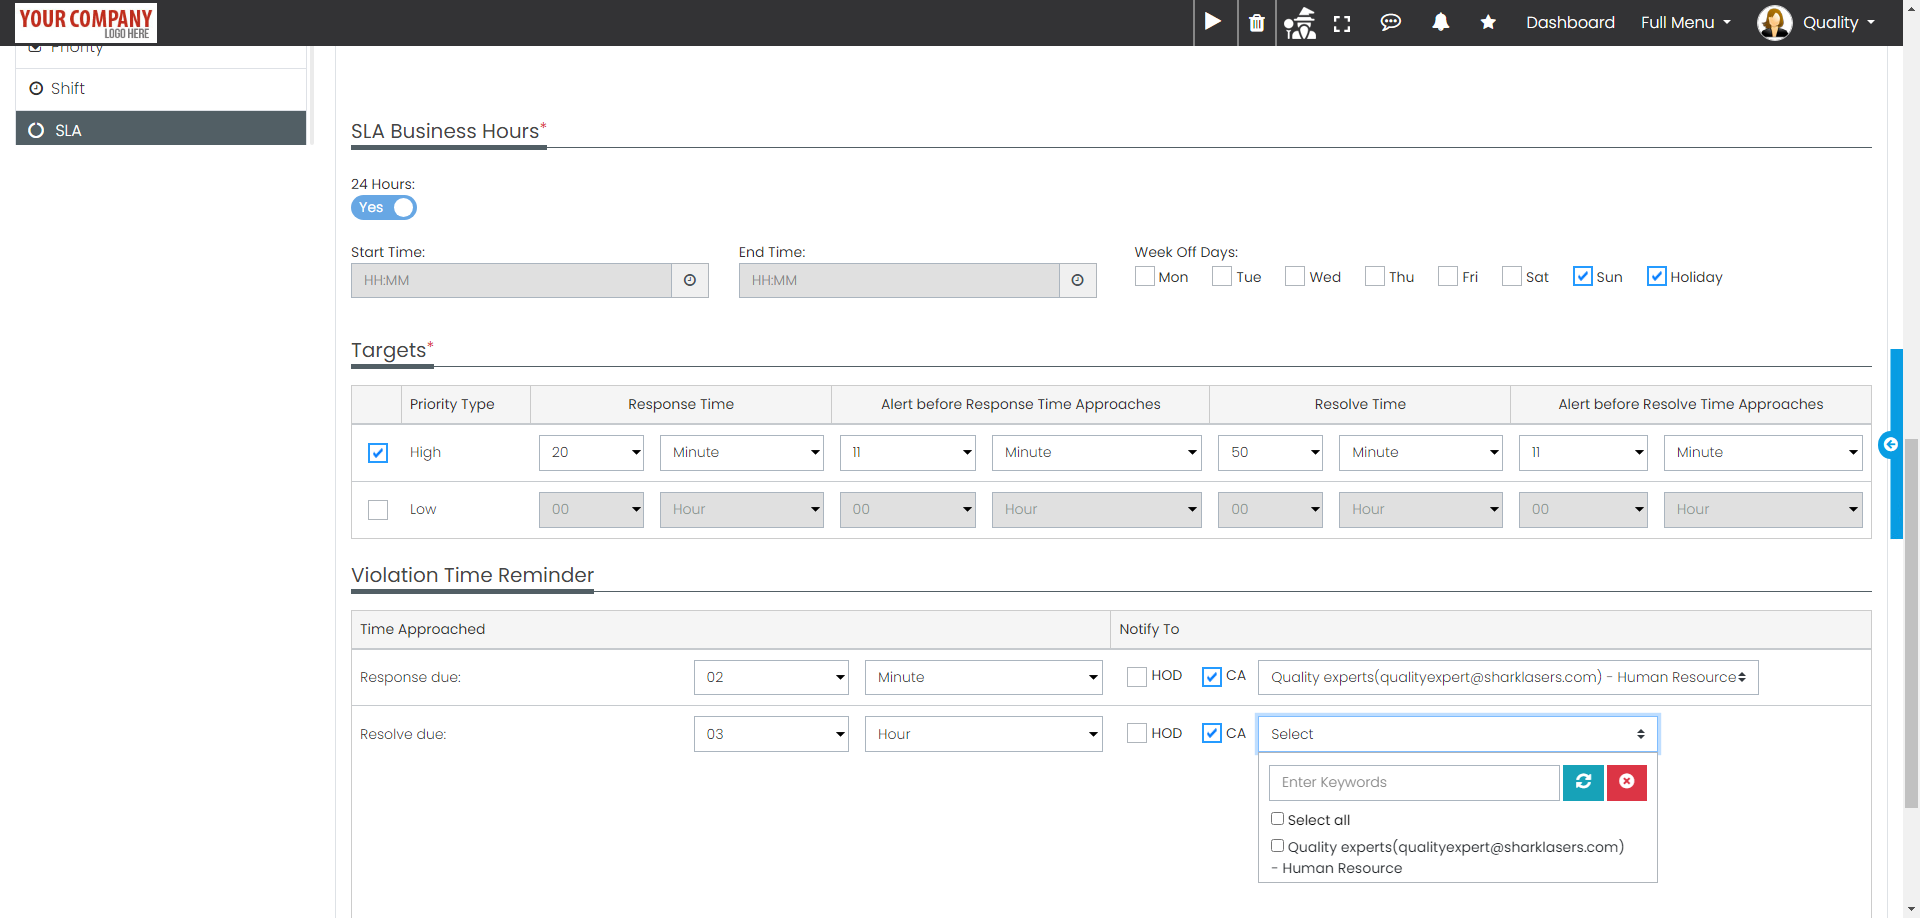 YOUR COMPANY
LOGO HERE
Dashboard
Full Menu
Quality
Priority
Shift
SLA
SLA Business Hours*
24 Hours:
Yes
Start Time:
End Time:
Week Off Days:
HH:MM
HH:MM
Mon Tue Wed Thu Fri Sat Sun Holiday
Targets*
Priority Type Response Time Alert before Response Time Approaches Resolve Time Alert before Resolve Time Approaches
High 20 Minute 11 Minute 50 Minute 11 Minute
Low 00 Hour 00 Hour 00 Hour 00 Hour
Violation Time Reminder
Time Approached Notify To
Response due: 02 Minute HOD CA Quality experts(qualityexpert@sharklasers.com) - Human Resource
Resolve due: 03 Hour HOD CA Select
Enter Keywords
Select all
Quality experts(qualityexpert@sharklasers.com)
- Human Resource